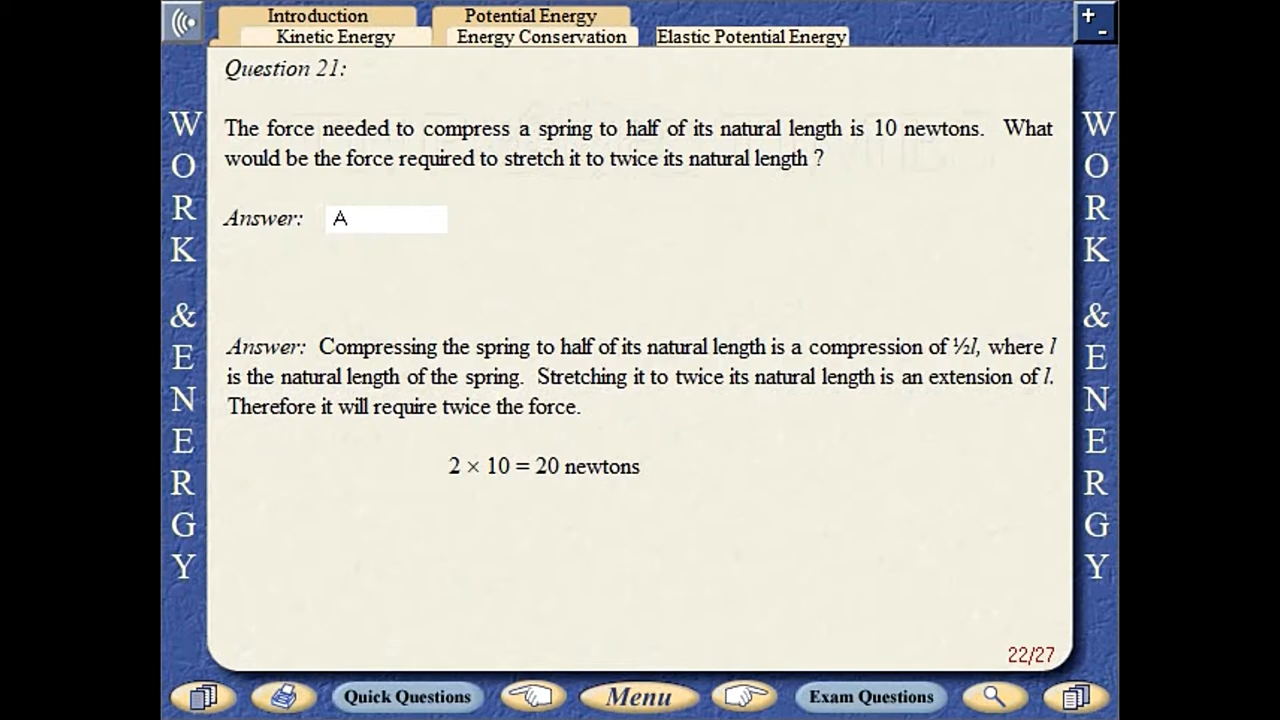 Introduction
Potential Energy
Kinetic Energy
Energy Conservation
Elastic Potential Energy
+
-
Question 21:
The force needed to compress a spring to half of its natural length is 10 newtons. What
would be the force required to stretch it to twice its natural length ?
Answer: A
Answer: Compressing the spring to half of its natural length is a compression of ½l, where l
is the natural length of the spring. Stretching it to twice its natural length is an extension of l.
Therefore it will require twice the force.
2 × 10 = 20 newtons
22/27
WORK & ENERGY
WORK & ENERGY
Quick Questions
Menu
Exam Questions